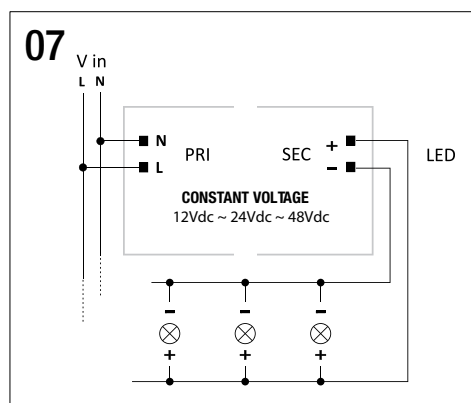 07
V in
L N
N
L
PRI
SEC
+
-
LED
CONSTANT VOLTAGE
12Vdc ~ 24Vdc ~ 48Vdc
- - -
+ + +